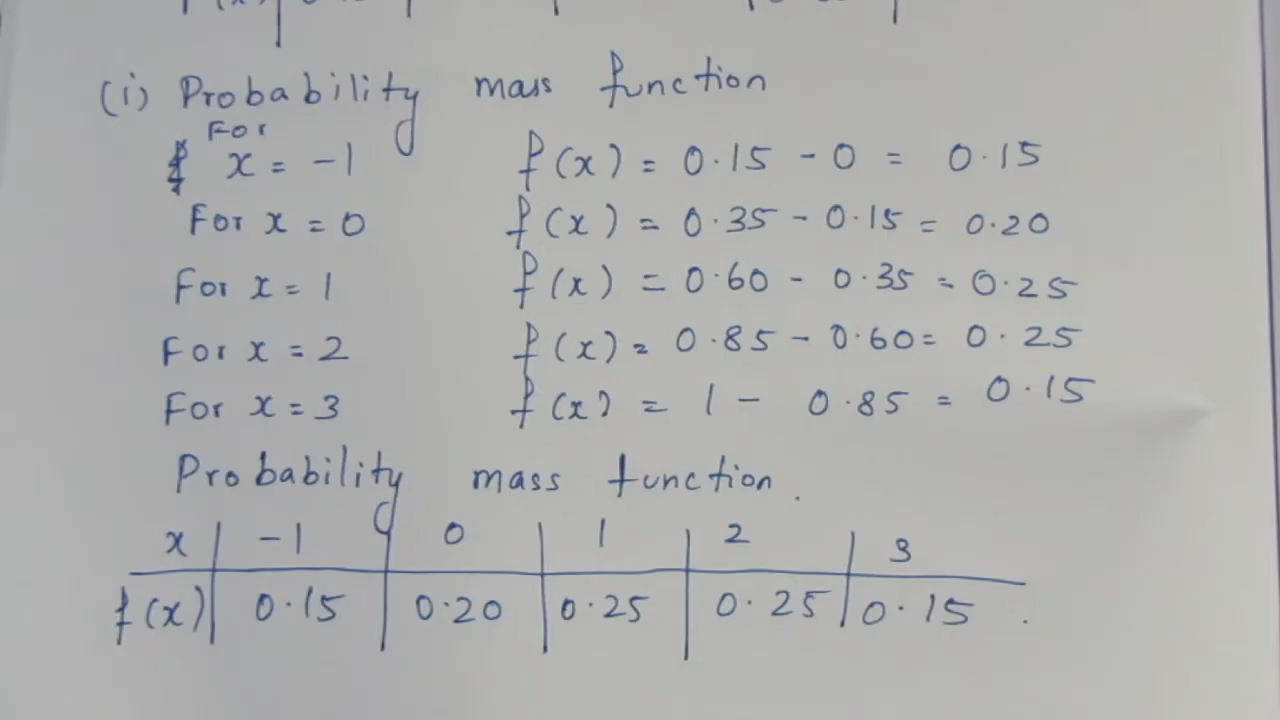 (i) Probability mass function
For
x = -1 f(x) = 0.15 - 0 = 0.15
For x = 0 f(x) = 0.35 - 0.15 = 0.20
For x = 1 f(x) = 0.60 - 0.35 = 0.25
For x = 2 f(x) = 0.85 - 0.60 = 0.25
For x = 3 f(x) = 1 - 0.85 = 0.15
Probability mass function.
x | -1 | 0 | 1 | 2 | 3
f(x) | 0.15 | 0.20 | 0.25 | 0.25 | 0.15.